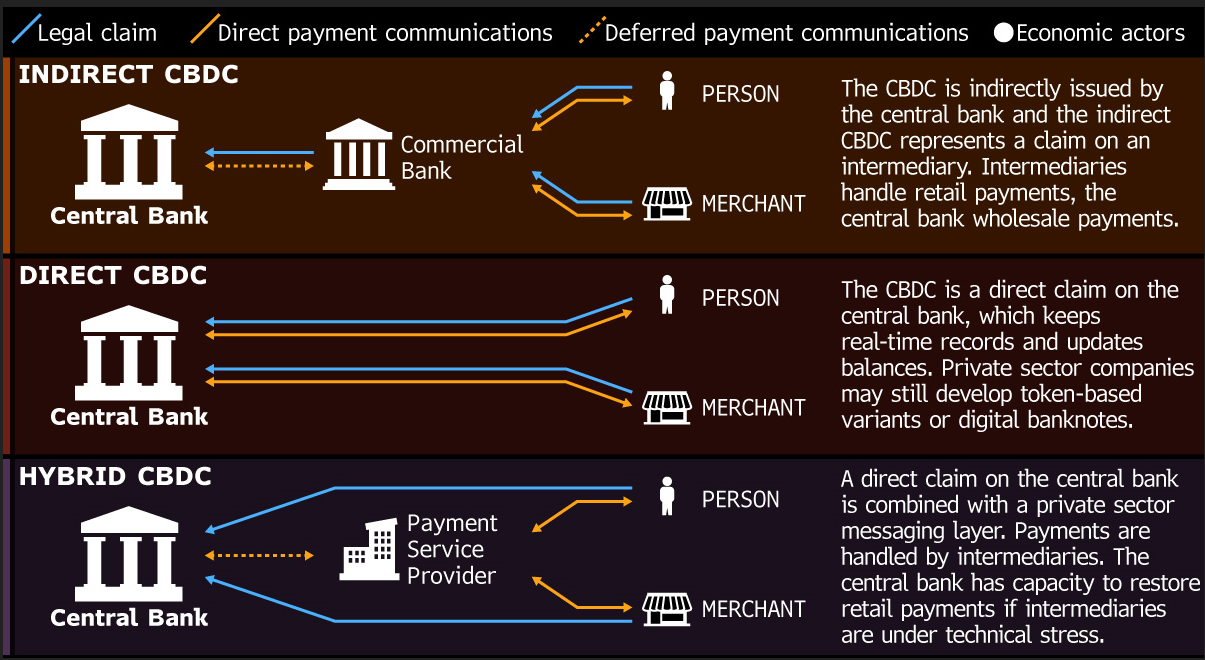 Legal claim
Direct payment communications
Deferred payment communications
Economic actors
INDIRECT CBDC
Central Bank
Commercial
Bank
PERSON
MERCHANT
The CBDC is indirectly issued by
the central bank and the indirect
CBDC represents a claim on an
intermediary. Intermediaries
handle retail payments, the
central bank wholesale payments.
DIRECT CBDC
Central Bank
PERSON
MERCHANT
The CBDC is a direct claim on the
central bank, which keeps
real-time records and updates
balances. Private sector companies
may still develop token-based
variants or digital banknotes.
HYBRID CBDC
Central Bank
Payment
Service
Provider
PERSON
MERCHANT
A direct claim on the central bank
is combined with a private sector
messaging layer. Payments are
handled by intermediaries. The
central bank has capacity to restore
retail payments if intermediaries
are under technical stress.